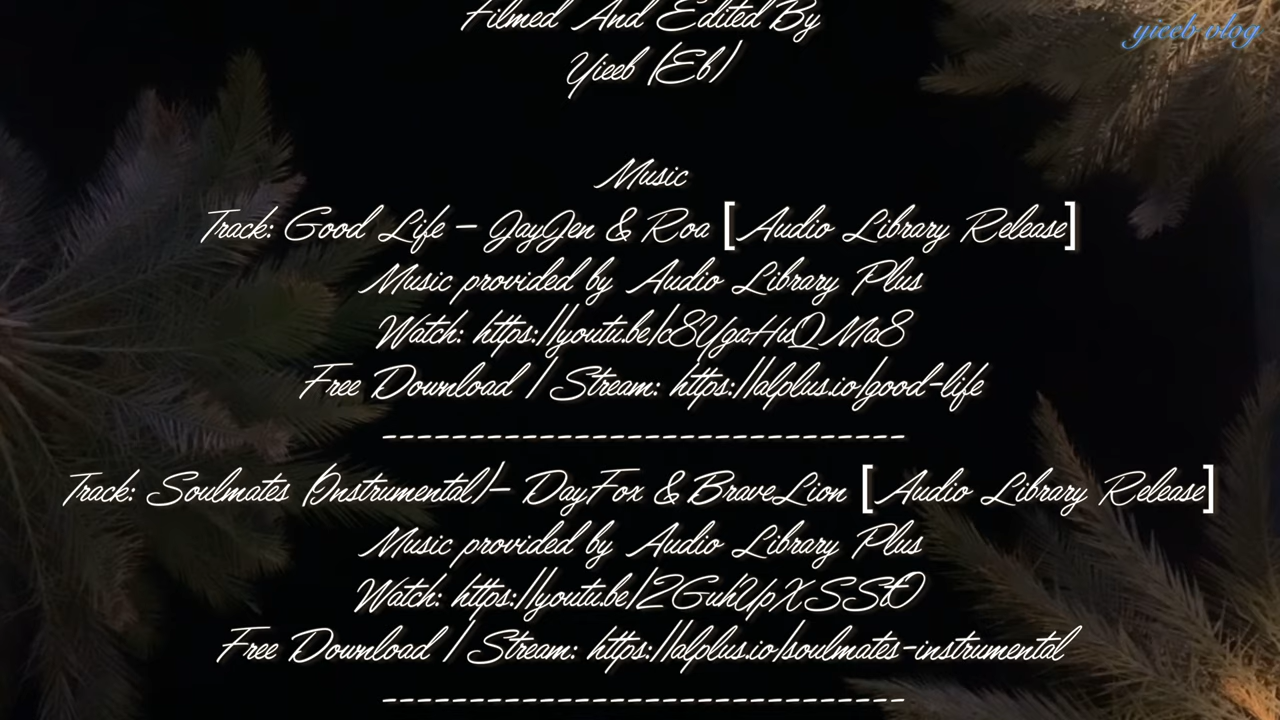 Filmed And Edited By
yieeb vlog
Yieeb (Eb)
Music
Track: Good Life – JayJen & Roa [Audio Library Release]
Music provided by Audio Library Plus
Watch: https://youtu.be/c8YgaHuQMa8
Free Download / Stream: https://alplus.io/good-life
------------------------------
Track: Soulmates (Instrumental)– DayFox & BraveLion [Audio Library Release]
Music provided by Audio Library Plus
Watch: https://youtu.be/2GuhUpXSSt0
Free Download / Stream: https://alplus.io/soulmates-instrumental
------------------------------